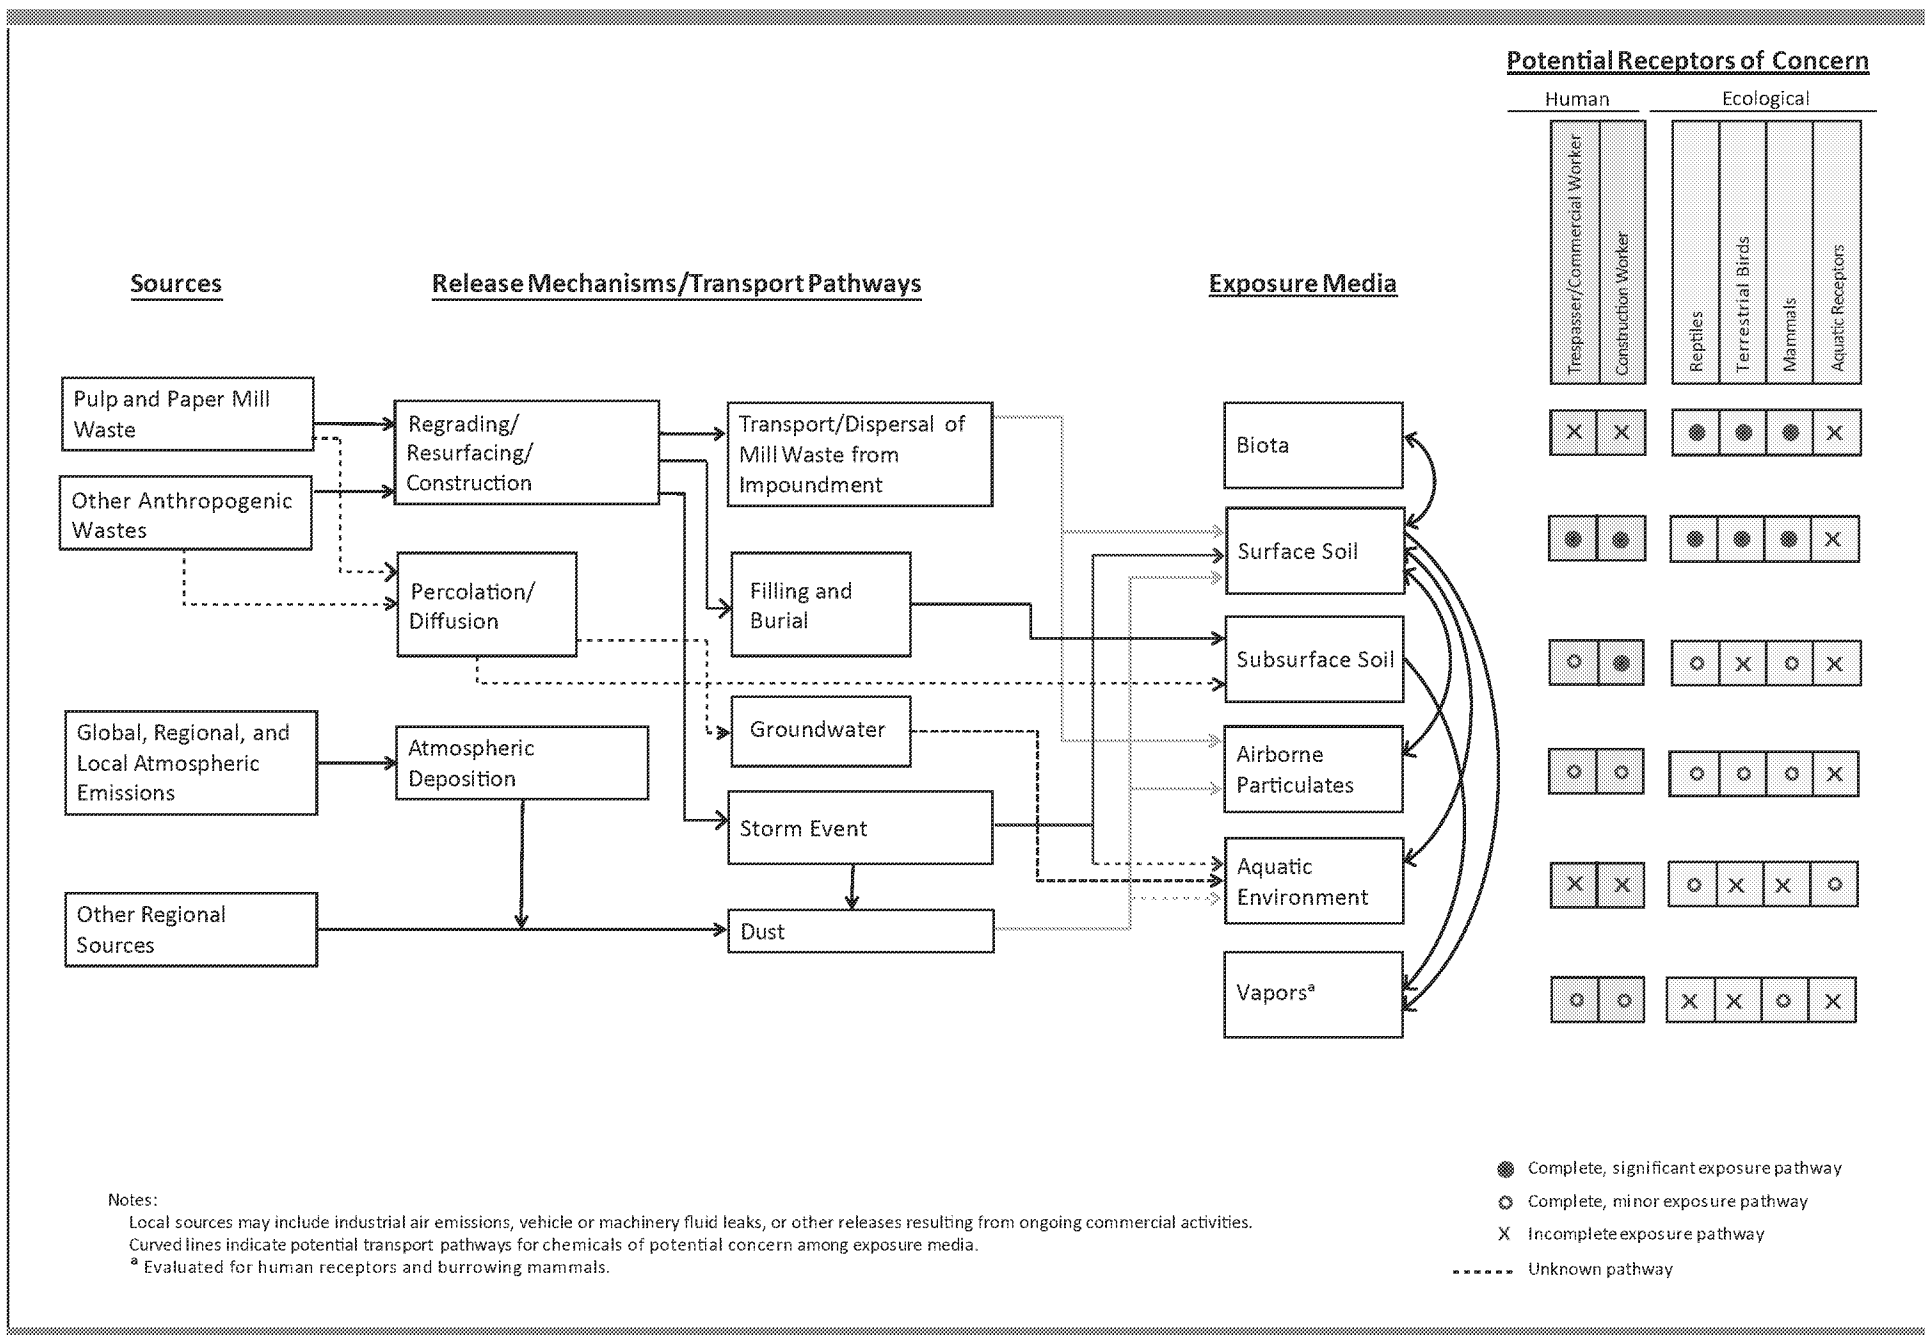 Potential Receptors of Concern
Human
Ecological
Trespasser/Commercial Worker
Construction Worker
Reptiles
Terrestrial Birds
Mammals
Aquatic Receptors
Sources
Release Mechanisms/Transport Pathways
Exposure Media
Pulp and Paper Mill
Waste
Other Anthropogenic
Wastes
Global, Regional, and
Local Atmospheric
Emissions
Other Regional
Sources
Regrading/
Resurfacing/
Construction
Percolation/
Diffusion
Atmospheric
Deposition
Transport/Dispersal of
Mill Waste from
Impoundment
Filling and
Burial
Groundwater
Storm Event
Dust
Biota
Surface Soil
Subsurface Soil
Airborne
Particulates
Aquatic
Environment
Vaporsᵃ
X X X
X
X X
X
X X X X
X X X
Complete, significant exposure pathway
Complete, minor exposure pathway
X Incomplete exposure pathway
Unknown pathway
Notes:
Local sources may include industrial air emissions, vehicle or machinery fluid leaks, or other releases resulting from ongoing commercial activities.
Curved lines indicate potential transport pathways for chemicals of potential concern among exposure media.
ᵃ Evaluated for human receptors and burrowing mammals.